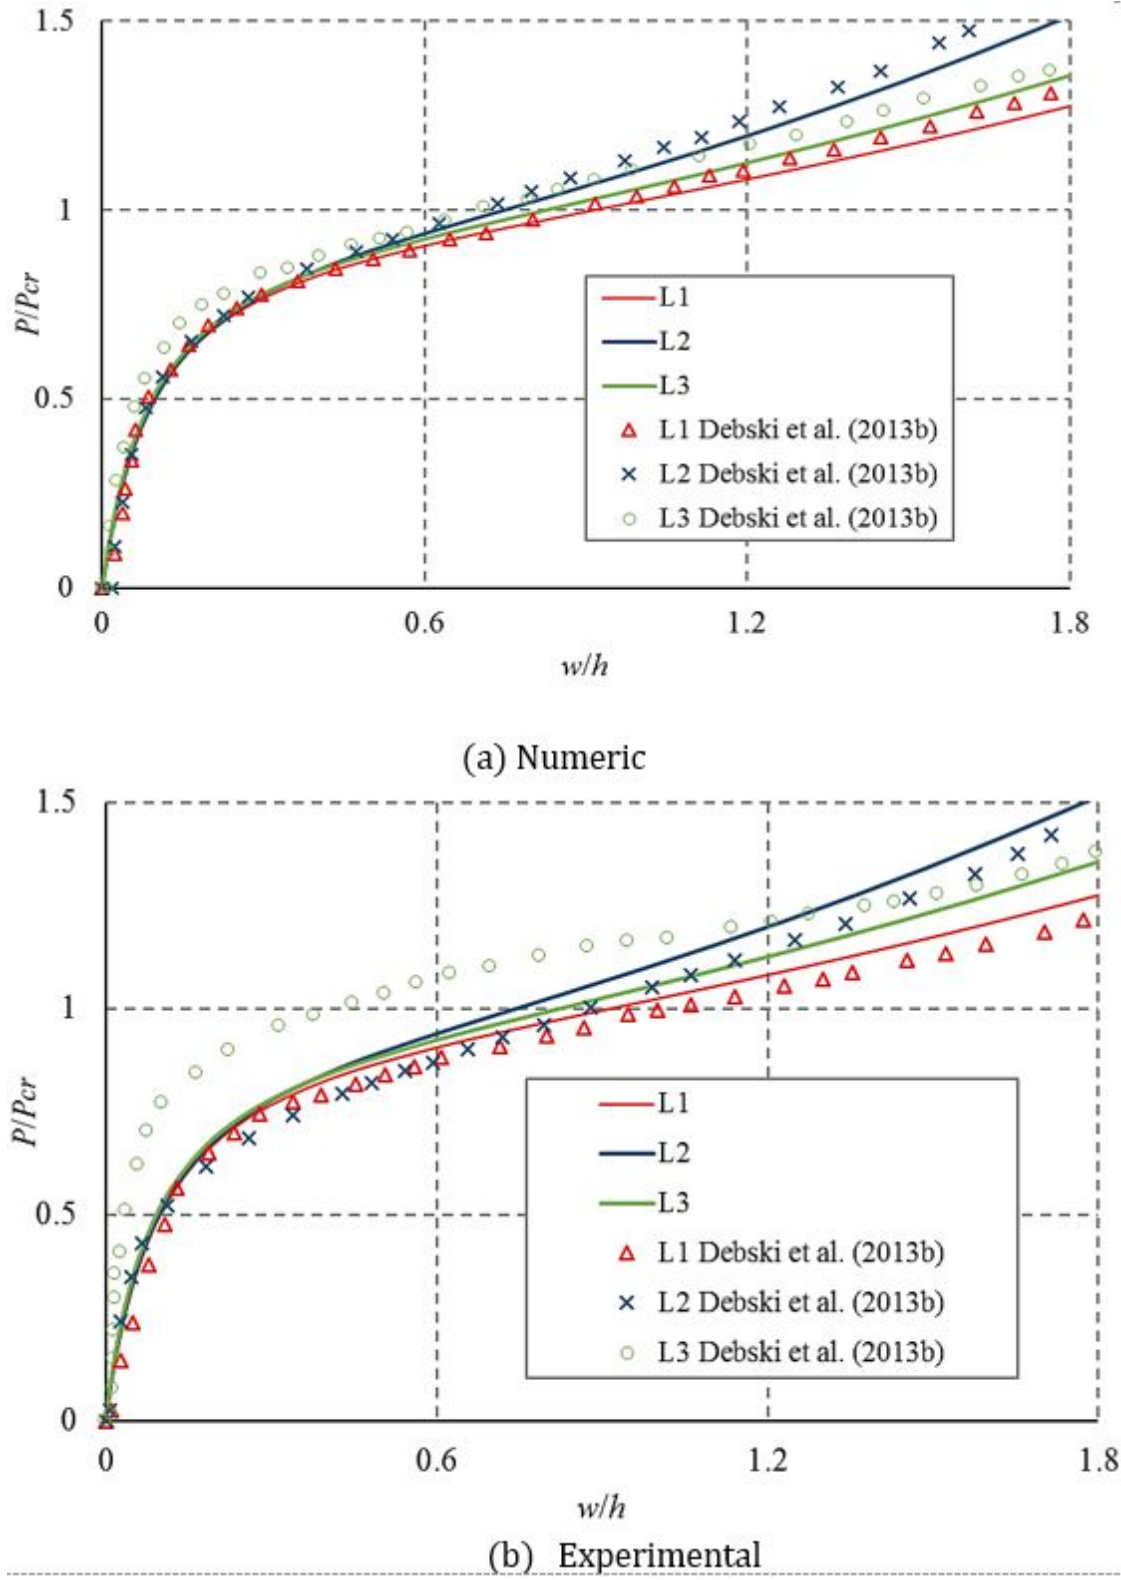 1.5
1
0.5
0
P/Pcr
0
0.6
1.2
1.8
w/h
L1
L2
L3
L1 Debski et al. (2013b)
L2 Debski et al. (2013b)
L3 Debski et al. (2013b)
(a) Numeric
1.5
1
0.5
0
P/Pcr
0
0.6
1.2
1.8
w/h
L1
L2
L3
L1 Debski et al. (2013b)
L2 Debski et al. (2013b)
L3 Debski et al. (2013b)
(b) Experimental